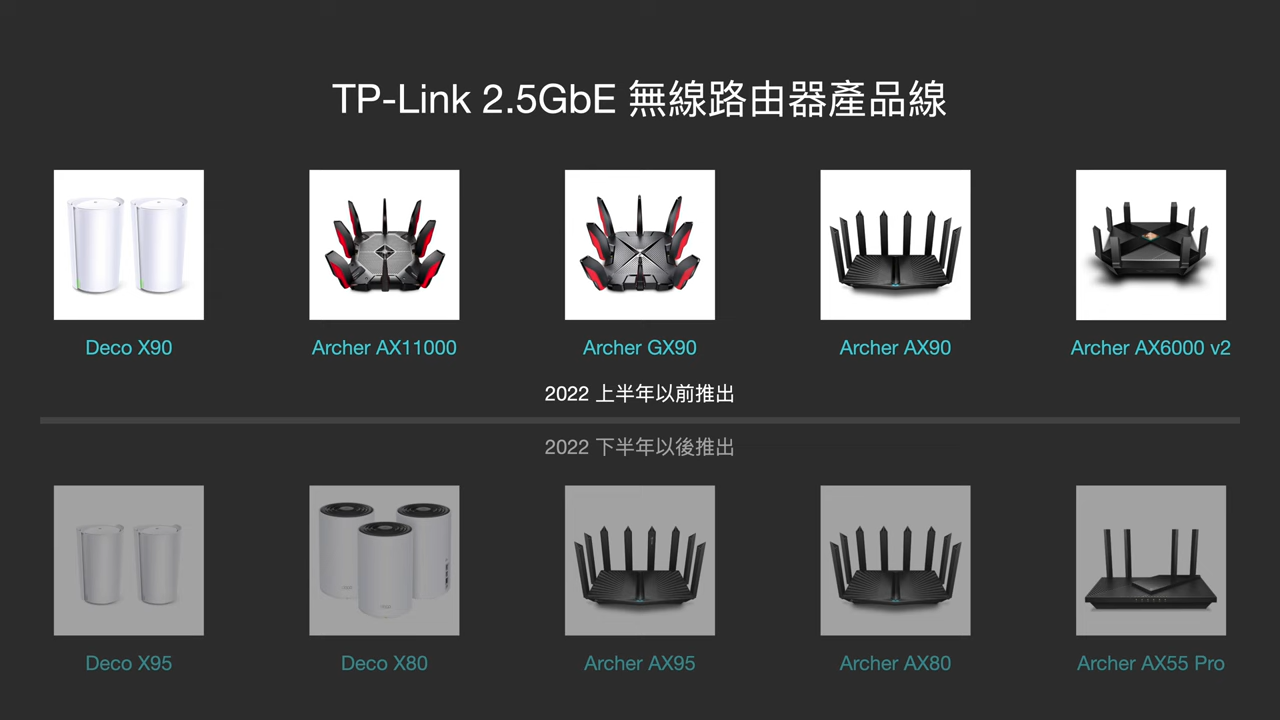 TP-Link 2.5GbE 無線路由器產品線
Deco X90
Archer AX11000
Archer GX90
Archer AX90
Archer AX6000 v2
2022 上半年以前推出
2022 下半年以後推出
Deco X95
Deco X80
Archer AX95
Archer AX80
Archer AX55 Pro